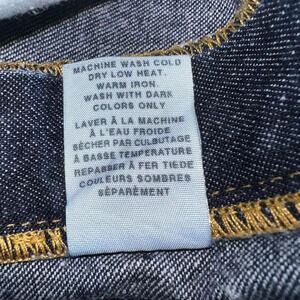 MACHINE WASH COLD
DRY LOW HEAT.
WARM IRON.
WASH WITH DARK
COLORS ONLY
LAVER À LA MACHINE
À L'EAU FROIDE
SÉCHER PAR CULBUTAGE
À BASSE TEMPÉRATURE
REPASSER À FER TIEDE
COULEURS SOMBRES
SÉPARÉMENT